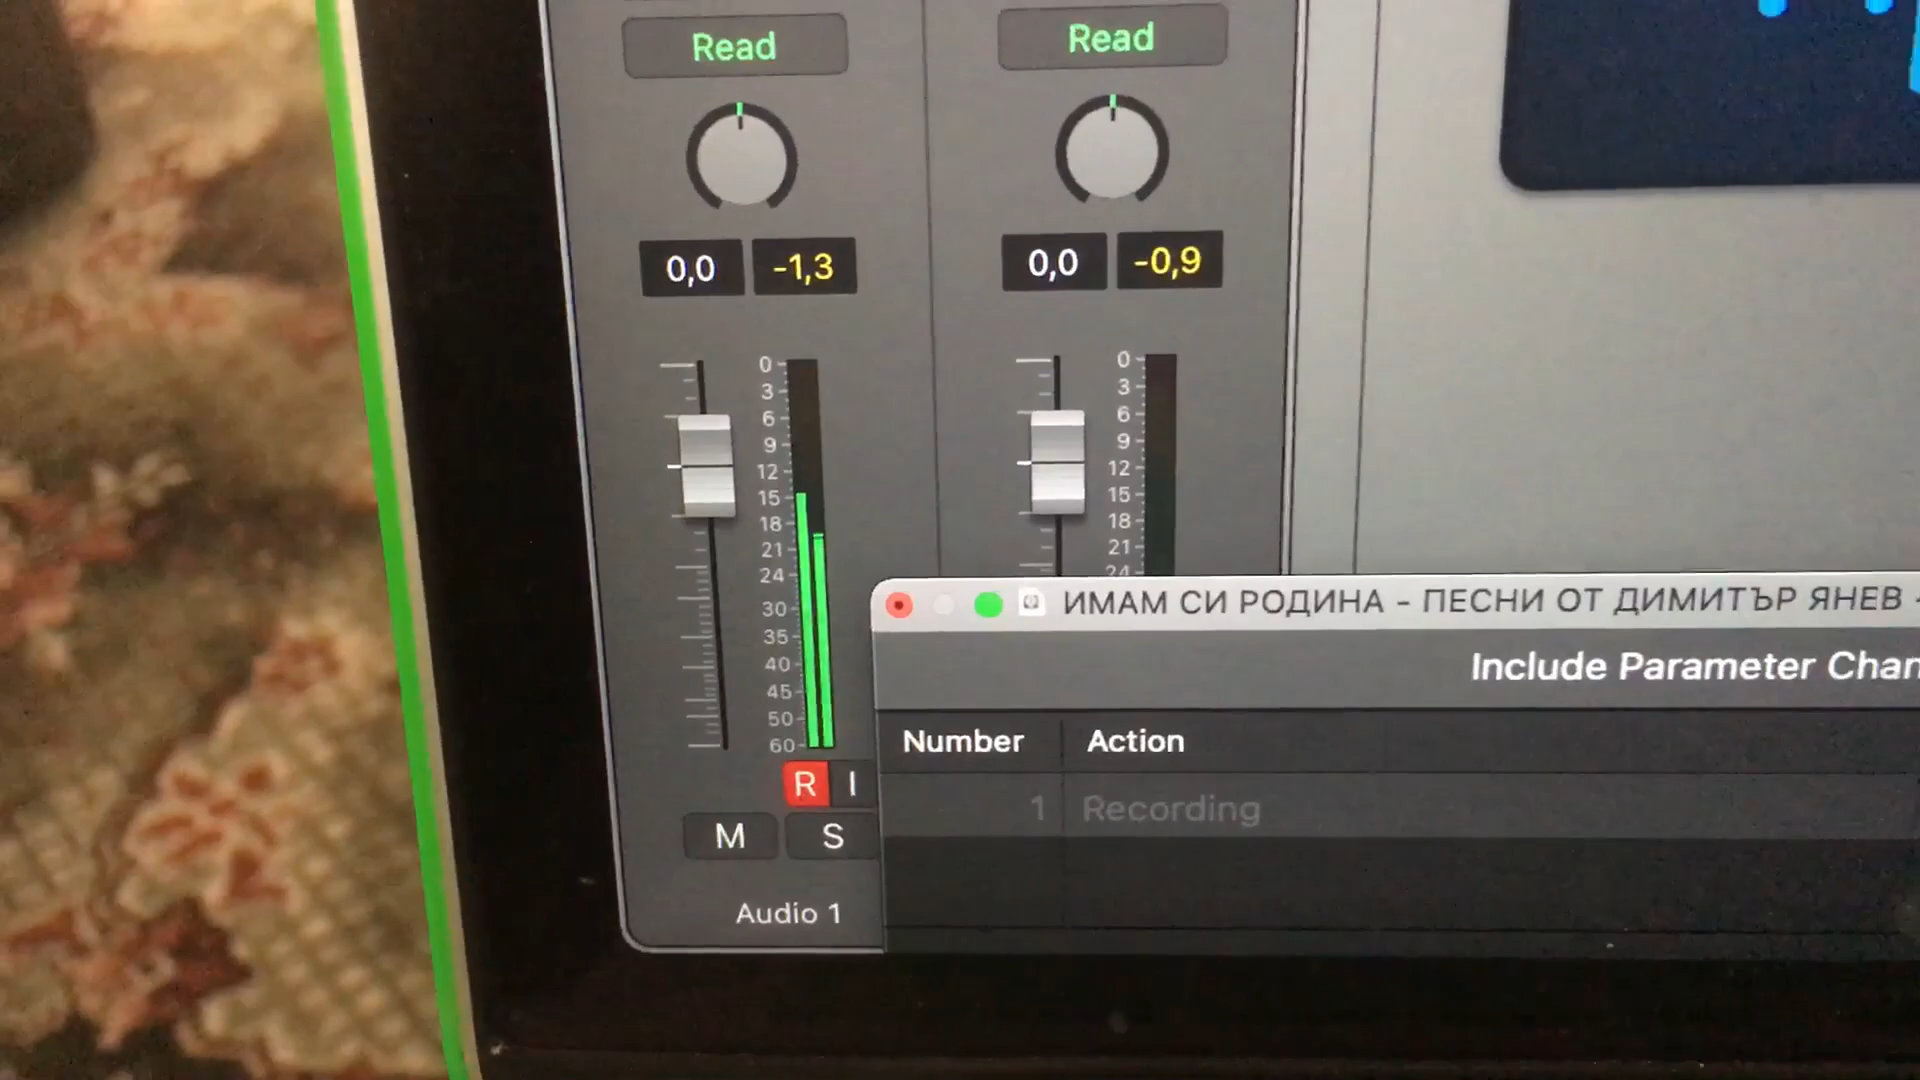 Read
Read
0,0 -1,3
0,0 -0,9
0
3
6
9
12
15
18
21
24
30
35
40
45
50
60
0
3
6
9
12
15
18
21
24
R I
M S
Audio 1
ИМАМ СИ РОДИНА - ПЕСНИ ОТ ДИМИТЪР ЯНЕВ -
Include Parameter Chan
Number Action
1 Recording